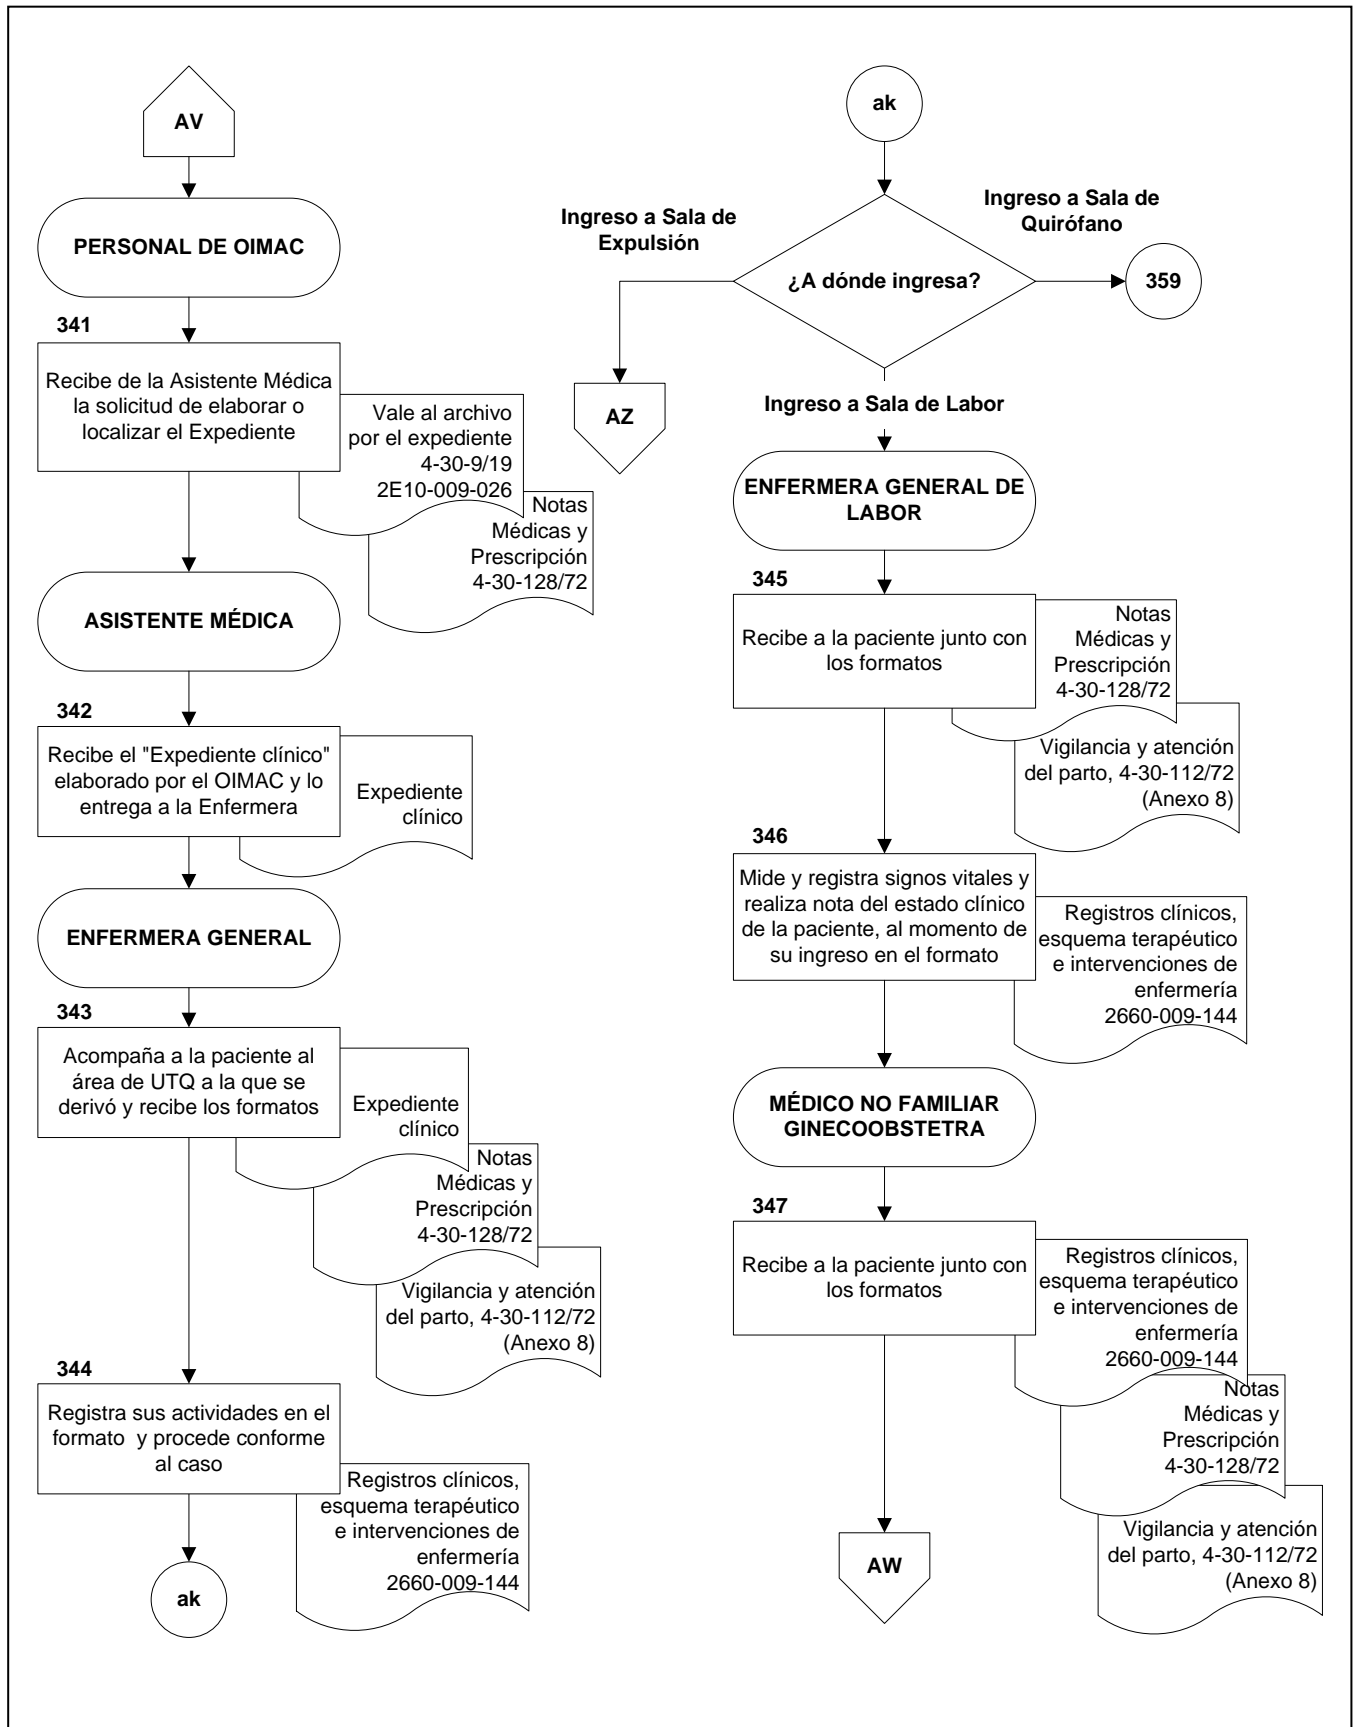 AV
PERSONAL DE OIMAC
341
Recibe de la Asistente Médica
la solicitud de elaborar o
localizar el Expediente
Vale al archivo
por el expediente
4-30-9/19
2E10-009-026
Notas
Médicas y
Prescripción
4-30-128/72
ASISTENTE MÉDICA
342
Recibe el "Expediente clínico"
elaborado por el OIMAC y lo
entrega a la Enfermera
Expediente
clínico
ENFERMERA GENERAL
343
Acompaña a la paciente al
área de UTQ a la que se
derivó y recibe los formatos
Expediente
clínico
Notas
Médicas y
Prescripción
4-30-128/72
Vigilancia y atención
del parto, 4-30-112/72
(Anexo 8)
344
Registra sus actividades en el
formato y procede conforme
al caso
Registros clínicos,
esquema terapéutico
e intervenciones de
enfermería
2660-009-144
ak
ak
¿A dónde ingresa?
Ingreso a Sala de
Expulsión
AZ
Ingreso a Sala de
Quirófano
359
Ingreso a Sala de Labor
ENFERMERA GENERAL DE
LABOR
345
Recibe a la paciente junto con
los formatos
Notas
Médicas y
Prescripción
4-30-128/72
Vigilancia y atención
del parto, 4-30-112/72
(Anexo 8)
346
Mide y registra signos vitales y
realiza nota del estado clínico
de la paciente, al momento de
su ingreso en el formato
Registros clínicos,
esquema terapéutico
e intervenciones de
enfermería
2660-009-144
MÉDICO NO FAMILIAR
GINECOOBSTETRA
347
Recibe a la paciente junto con
los formatos
Registros clínicos,
esquema terapéutico
e intervenciones de
enfermería
2660-009-144
Notas
Médicas y
Prescripción
4-30-128/72
Vigilancia y atención
del parto, 4-30-112/72
(Anexo 8)
AW